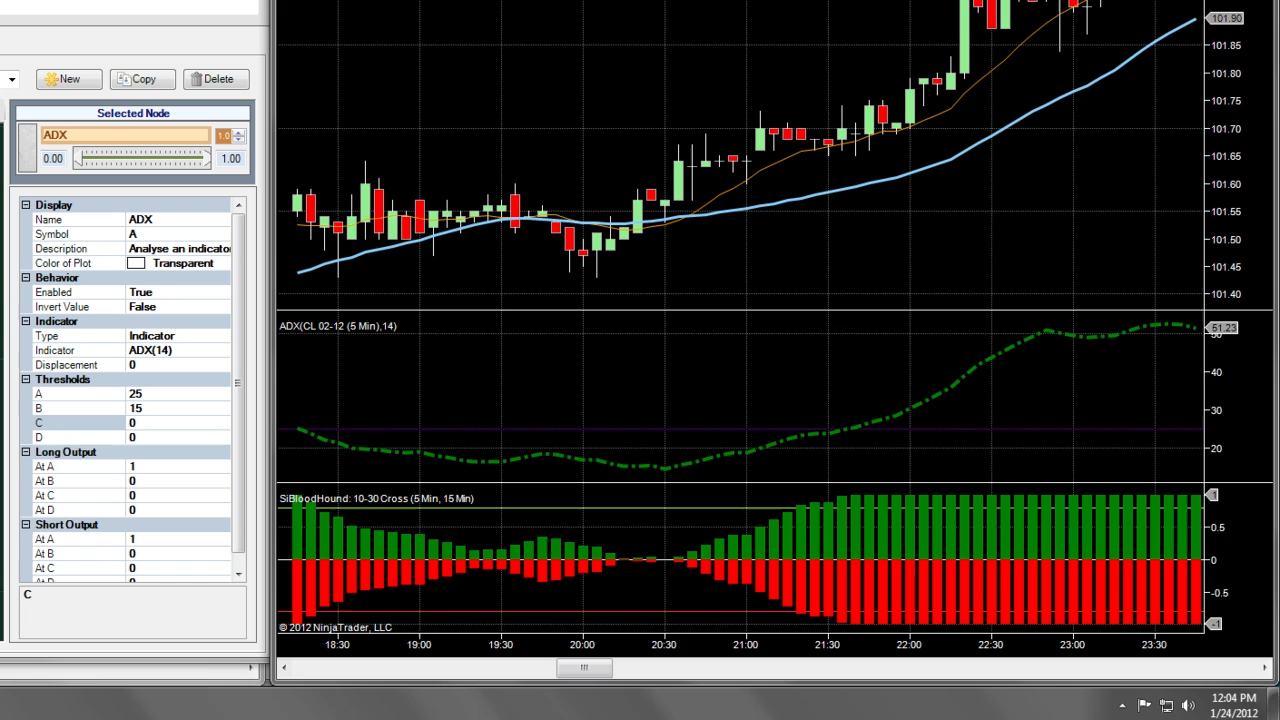 New
Copy
Delete
Selected Node
ADX
1.0
0.00
1.00
Display
Name ADX
Symbol A
Description Analyse an indicator
Color of Plot Transparent
Behavior
Enabled True
Invert Value False
Indicator
Type Indicator
Indicator ADX(14)
Displacement 0
Thresholds
A 25
B 15
C 0
D 0
Long Output
At A 1
At B 0
At C 0
At D 0
Short Output
At A 1
At B 0
At C 0
C
101.90
101.85
101.80
101.75
101.70
101.65
101.60
101.55
101.50
101.45
101.40
ADX(CL 02-12 (5 Min),14)
51.23
40
30
20
SiBloodHound: 10-30 Cross (5 Min, 15 Min)
1
0.5
0
-0.5
-1
© 2012 NinjaTrader, LLC
18:30 19:00 19:30 20:00 20:30 21:00 21:30 22:00 22:30 23:00 23:30
12:04 PM
1/24/2012